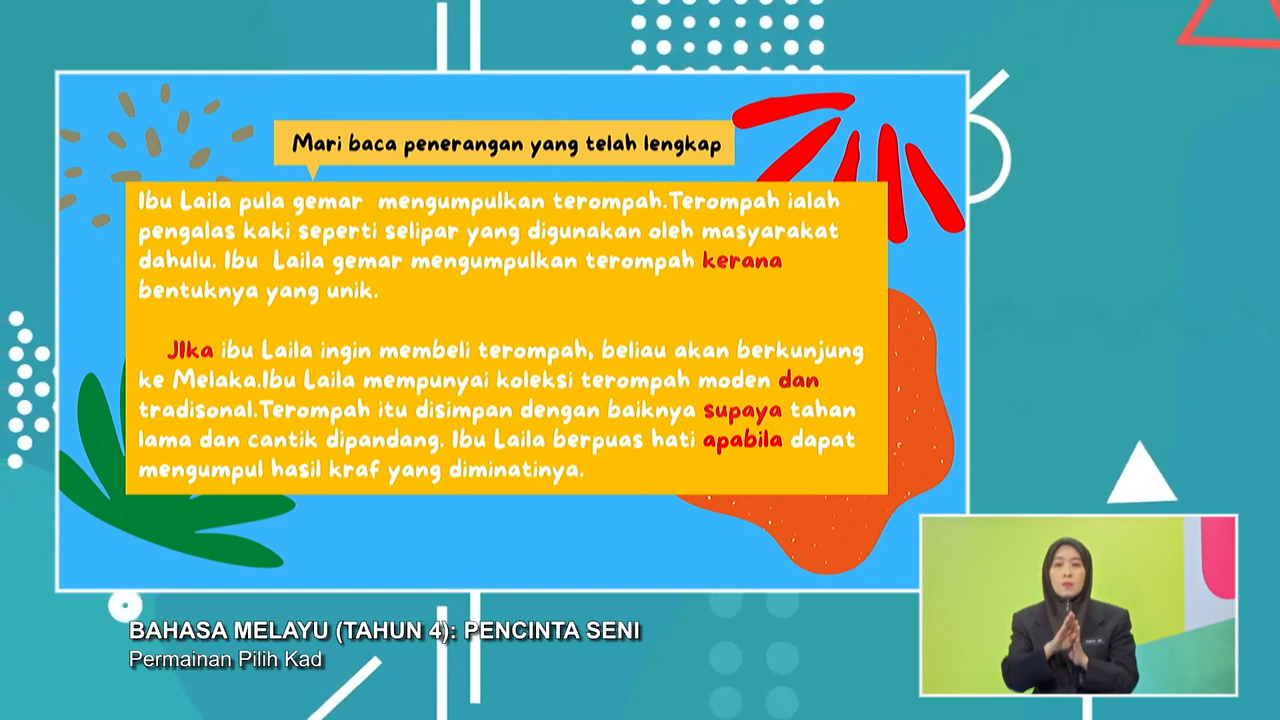 Mari baca penerangan yang telah lengkap
Ibu Laila pula gemar mengumpulkan terompah.Terompah ialah
pengalas kaki seperti selipar yang digunakan oleh masyarakat
dahulu. Ibu Laila gemar mengumpulkan terompah kerana
bentuknya yang unik.
JIka ibu Laila ingin membeli terompah, beliau akan berkunjung
ke Melaka.Ibu Laila mempunyai koleksi terompah moden dan
tradisonal.Terompah itu disimpan dengan baiknya supaya tahan
lama dan cantik dipandang. Ibu Laila berpuas hati apabila dapat
mengumpul hasil kraf yang diminatinya.
BAHASA MELAYU (TAHUN 4): PENCINTA SENI
Permainan Pilih Kad